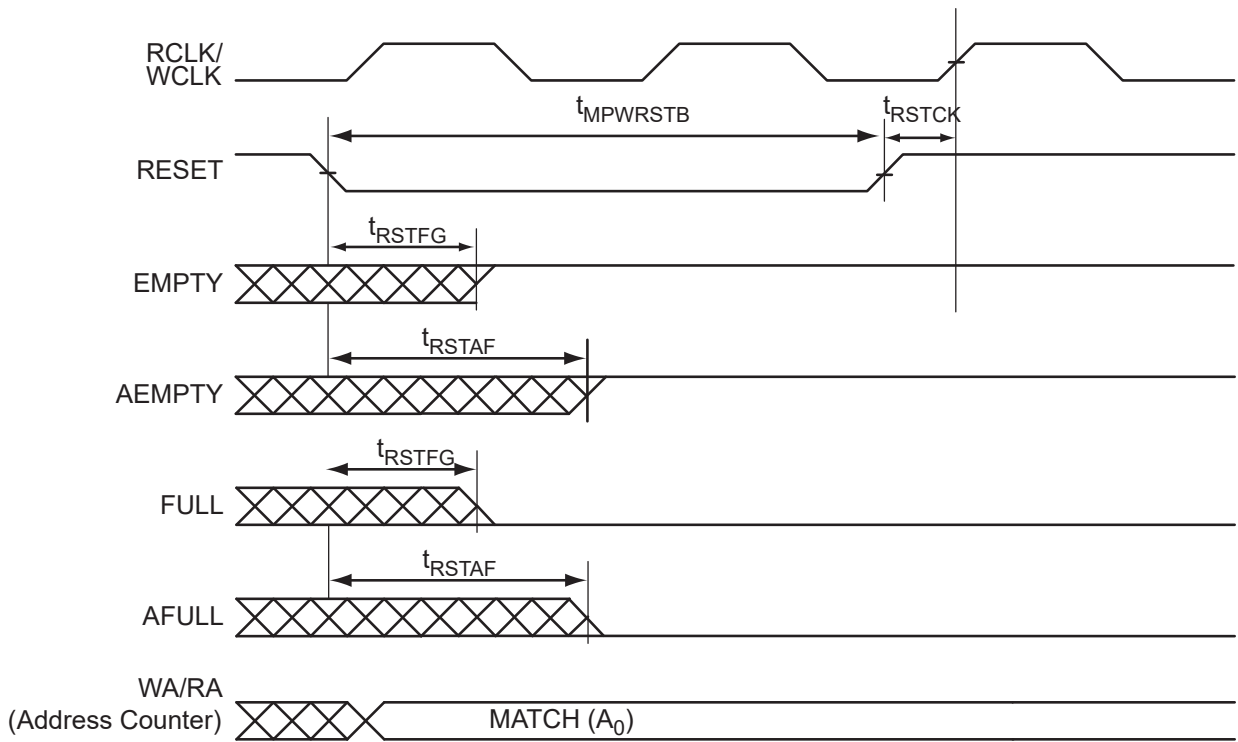 RCLK/
WCLK
tMPWRSTB
tRSTCK
RESET
tRSTFG
EMPTY
tRSTAF
AEMPTY
tRSTFG
FULL
tRSTAF
AFULL
WA/RA
(Address Counter)
MATCH (A0)